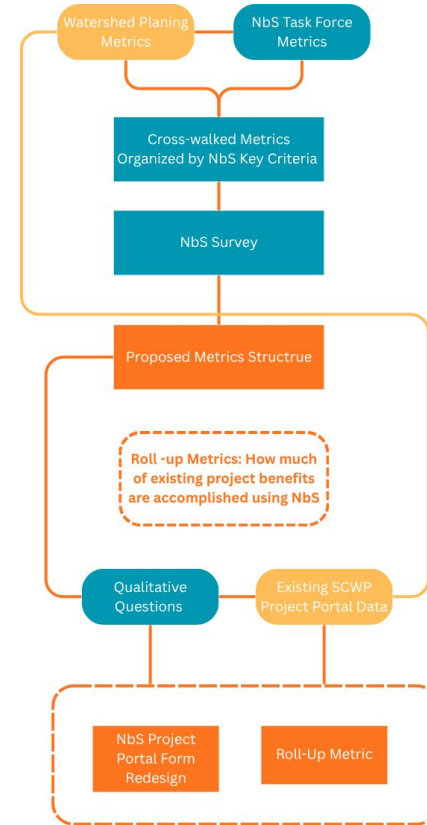 Watershed Planing
Metrics
NbS Task Force
Metrics
Cross-walked Metrics
Organized by NbS Key Criteria
NbS Survey
Proposed Metrics Structrue
Roll -up Metrics: How much
of existing project benefits
are accomplished using NbS
Qualitative
Questions
Existing SCWP
Project Portal Data
NbS Project
Portal Form
Redesign
Roll-Up Metric